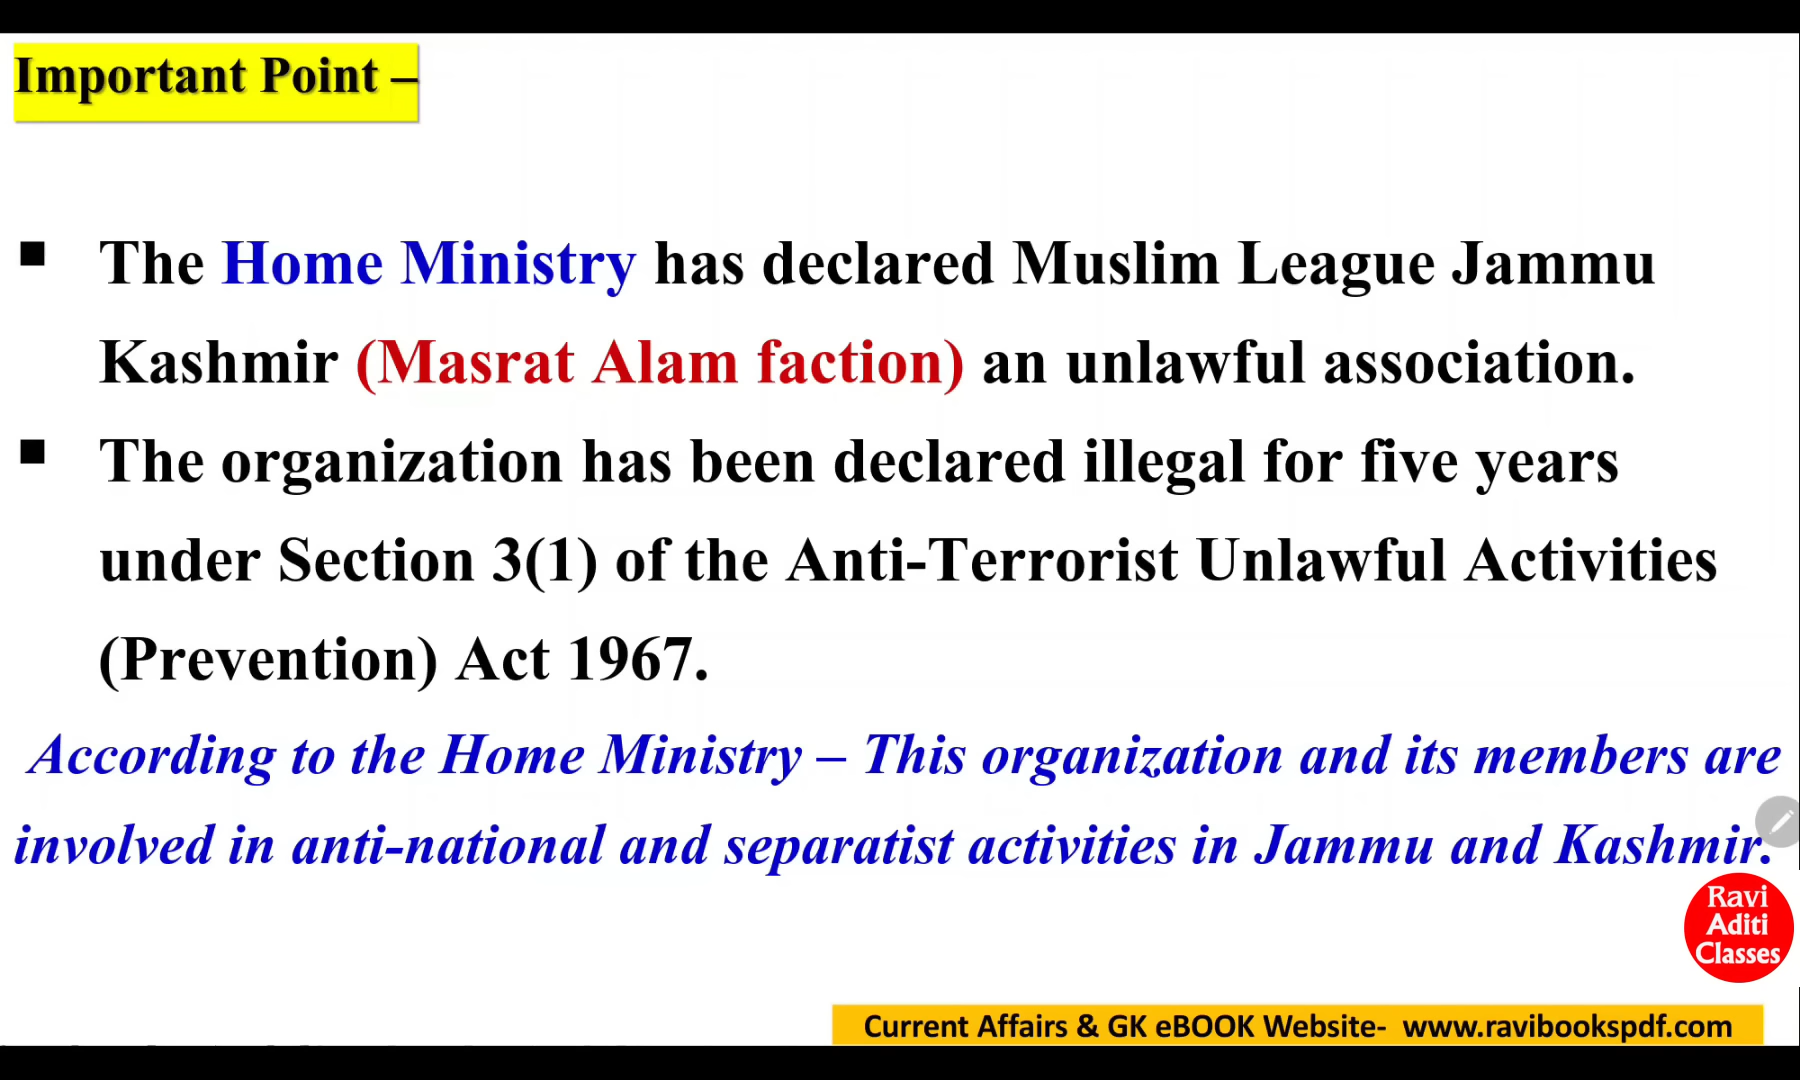 Important Point –
▪ The Home Ministry has declared Muslim League Jammu
Kashmir (Masrat Alam faction) an unlawful association.
▪ The organization has been declared illegal for five years
under Section 3(1) of the Anti-Terrorist Unlawful Activities
(Prevention) Act 1967.
According to the Home Ministry – This organization and its members are
involved in anti-national and separatist activities in Jammu and Kashmir.
Ravi
Aditi
Classes
Current Affairs & GK eBOOK Website- www.ravibookspdf.com